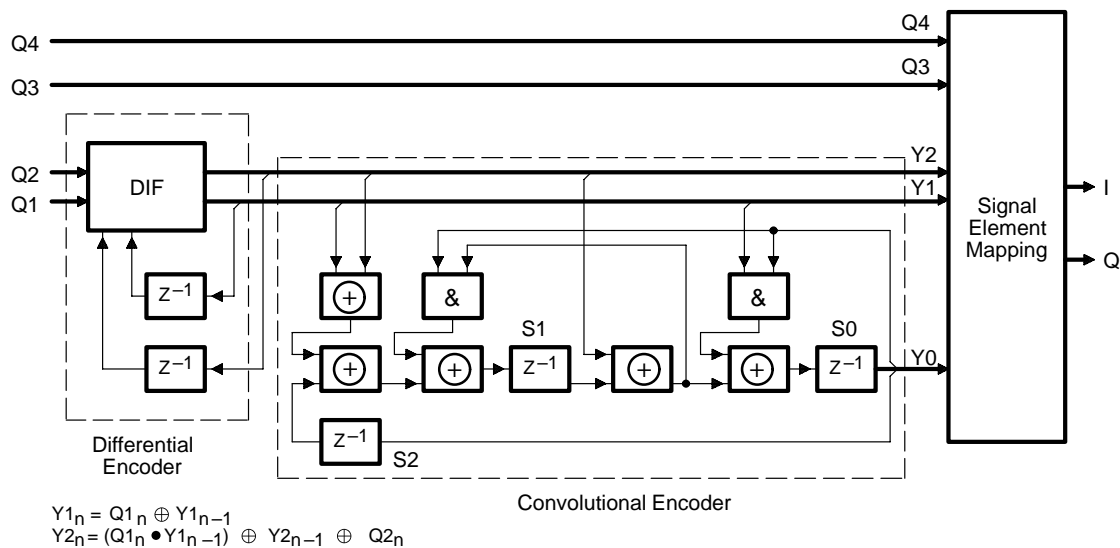 Q4
Q4
Q3
Q3
Q2
DIF
Y2
Q1
Y1
I
Signal
Element
Mapping
Q
z⁻¹
+
&
&
S1
S0
z⁻¹
+
+
z⁻¹
+
+
z⁻¹
Y0
z⁻¹
S2
Differential
Encoder
Convolutional Encoder
Y1ₙ = Q1ₙ ⊕ Y1ₙ₋₁
Y2ₙ = (Q1ₙ • Y1ₙ₋₁) ⊕ Y2ₙ₋₁ ⊕ Q2ₙ